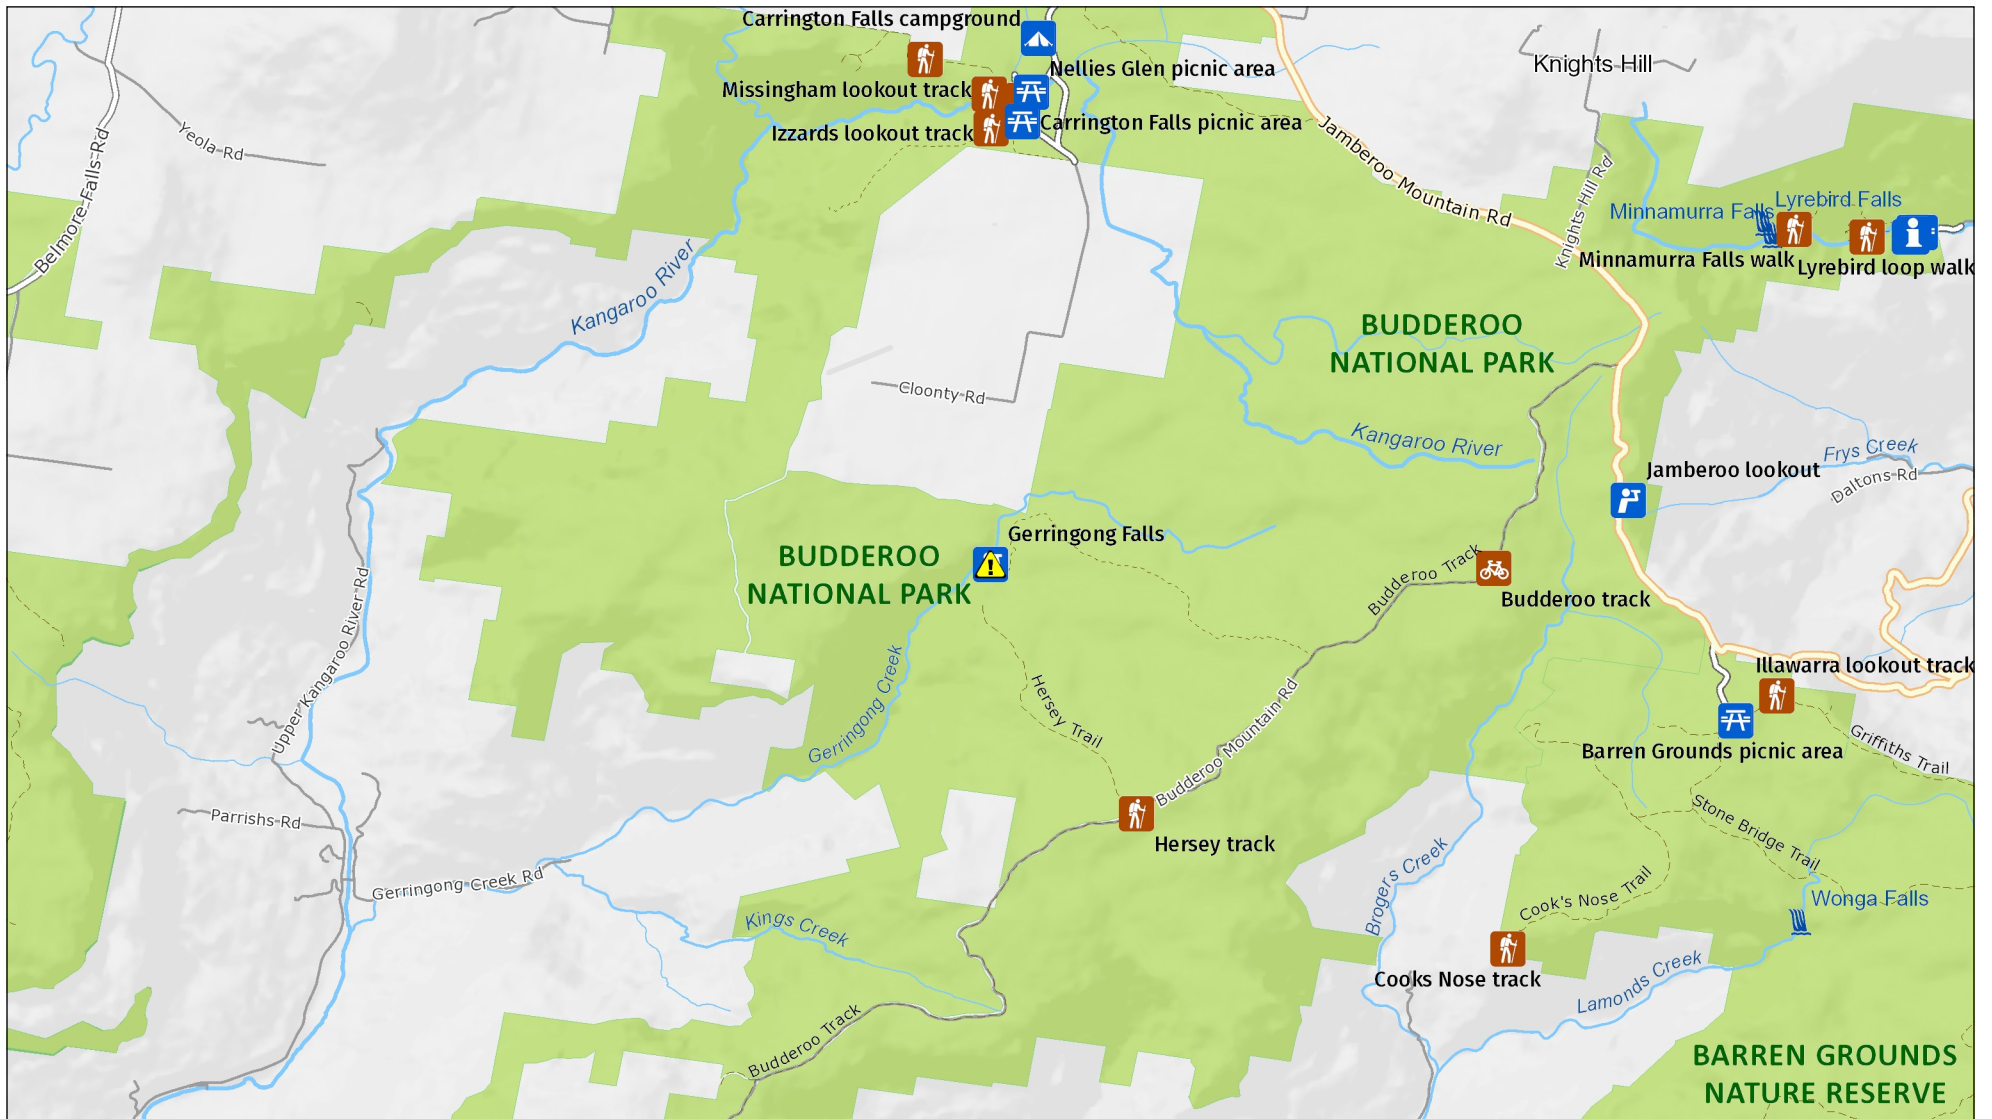 Carrington Falls campground
Knights Hill
Nellies Glen picnic area
Missingham lookout track
Carrington Falls picnic area
Izzards lookout track
Yeola Rd
Belmore-Falls-Rd
Jamberoo Mountain Rd
Knights Hill Rd
Lyrebird Falls
Minnamurra Falls
Minnamurra Falls walk
Lyrebird loop walk
Kangaroo River
BUDDEROO
NATIONAL PARK
Cloonty Rd
Kangaroo River
Frys Creek
Jamberoo lookout
Daltons Rd
Gerringong Falls
BUDDEROO
NATIONAL PARK
Budderoo Track
Budderoo track
Upper Kangaroo River Rd
Gerringong Creek
Hersey Trail
Budderoo Mountain Rd
Illawarra lookout track
Barren Grounds picnic area
Griffiths Trail
Parrishs Rd
Hersey track
Stone Bridge Trail
Gerringong Creek Rd
Brogers Creek
Cook's Nose Trail
Wonga Falls
Kings Creek
Cooks Nose track
Lamonds Creek
Budderoo Track
BARREN GROUNDS
NATURE RESERVE